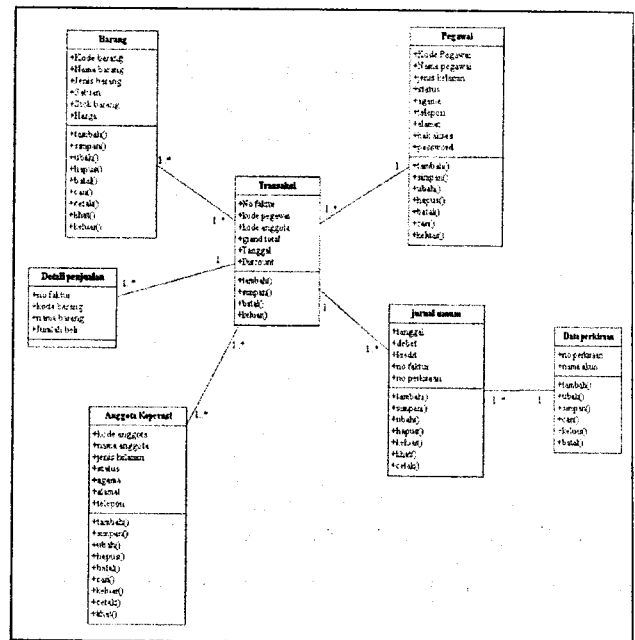 Barang
+Kode barang
+Nama barang
+Jenis barang
+Satuan
+Stok barang
+Harga
+tambah()
+simpan()
+ubah()
+hapus()
+batal()
+cari()
+cetak()
+lihat()
+keluar()
1..*
1..*
Pegawai
+Kode Pegawai
+Nama pegawai
+jenis kelamin
+status
+agama
+telepon
+alamat
+hak akses
+password
+tambah()
+simpan()
+ubah()
+hapus()
+batal()
+cari()
+keluar()
1
1..*
Transaksi
+No faktur
+kode pegawai
+kode anggota
+grand total
+Tanggal
+Discount
+tambah()
+simpan()
+batal()
+keluar()
1
1..*
Detail penjualan
+no faktur
+kode barang
+nama barang
+Jumlah beli
1
1..*
jurnal umum
+tanggal
+debet
+kredit
+no faktur
+no perkiraan
+tambah()
+simpan()
+ubah()
+hapus()
+keluar()
+lihat()
+cetak()
1..*
1
Data perkiraan
+no perkiraan
+nama akun
+tambah()
+ubah()
+simpan()
+cari()
+keluar()
+batal()
1..*
1..*
Anggota Koperasi
+kode anggota
+nama anggota
+jenis kelamin
+status
+agama
+alamat
+telepon
+tambah()
+simpan()
+ubah()
+hapus()
+batal()
+cari()
+keluar()
+cetak()
+lihat()